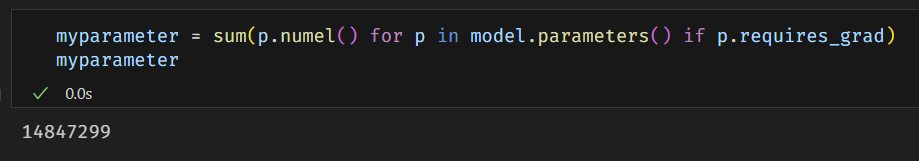 myparameter = sum(p.numel() for p in model.parameters() if p.requires_grad)
myparameter
0.0s
14847299